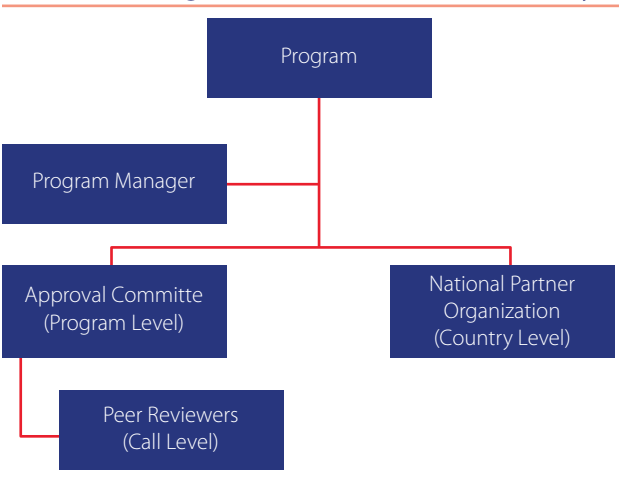 Program
Program Manager
Approval Committe
(Program Level)
National Partner
Organization
(Country Level)
Peer Reviewers
(Call Level)